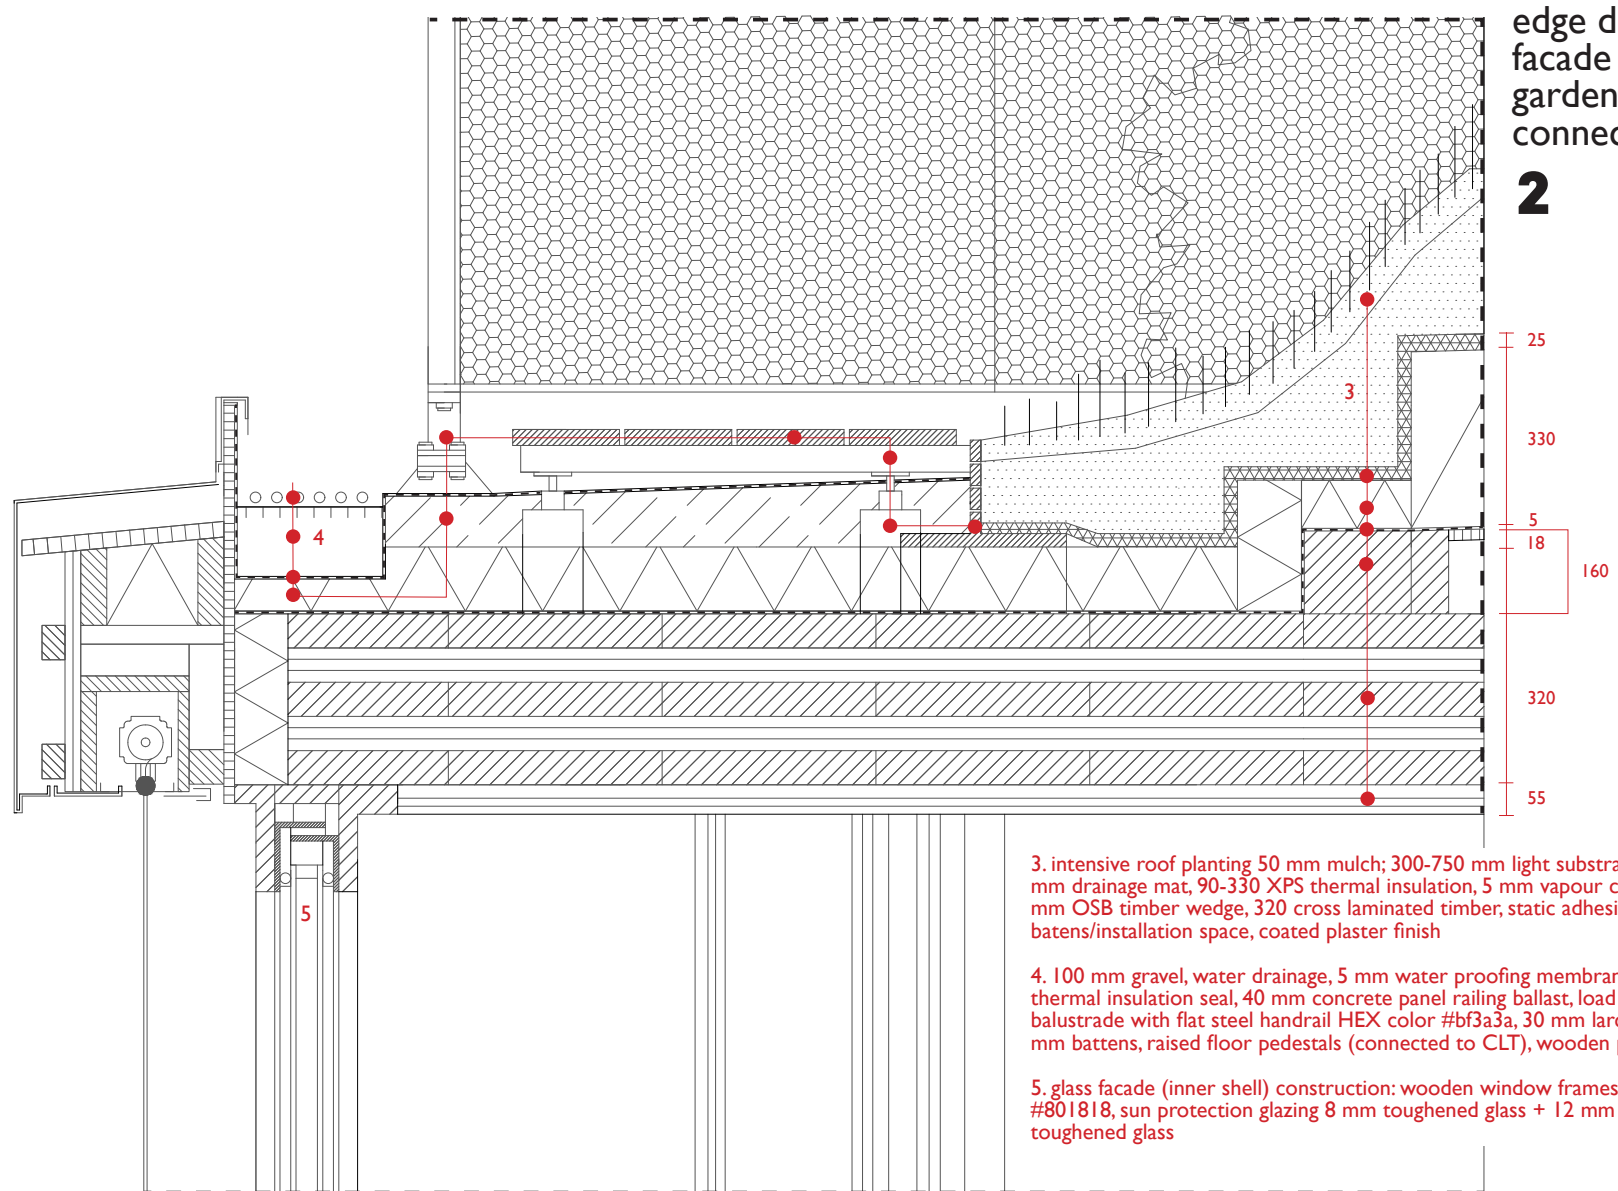 edge d
facade
garden
connec
2
25
3
330
5
18
4
160
320
55
5
3. intensive roof planting 50 mm mulch; 300-750 mm light substra
mm drainage mat, 90-330 XPS thermal insulation, 5 mm vapour c
mm OSB timber wedge, 320 cross laminated timber, static adhesi
batens/installation space, coated plaster finish
4. 100 mm gravel, water drainage, 5 mm water proofing membran
thermal insulation seal, 40 mm concrete panel railing ballast, load
balustrade with flat steel handrail HEX color #bf3a3a, 30 mm larc
mm battens, raised floor pedestals (connected to CLT), wooden p
5. glass facade (inner shell) construction: wooden window frames
#801818, sun protection glazing 8 mm toughened glass + 12 mm
toughened glass